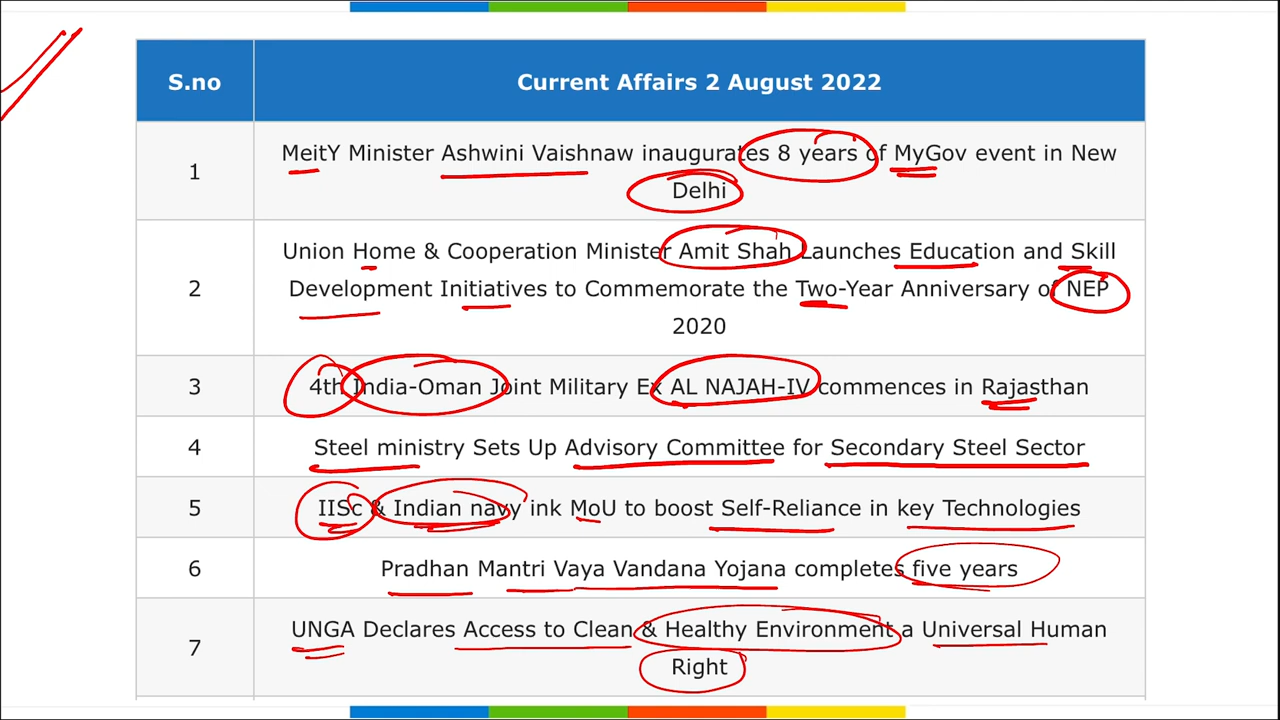 S.no Current Affairs 2 August 2022
1 MeitY Minister Ashwini Vaishnaw inaugurates 8 years of MyGov event in New
Delhi
Union Home & Cooperation Minister Amit Shah Launches Education and Skill
2 Development Initiatives to Commemorate the Two-Year Anniversary of NEP
2020
3 4th India-Oman Joint Military Ex AL NAJAH-IV commences in Rajasthan
4 Steel ministry Sets Up Advisory Committee for Secondary Steel Sector
5 IISc & Indian navy ink MoU to boost Self-Reliance in key Technologies
6 Pradhan Mantri Vaya Vandana Yojana completes five years
7 UNGA Declares Access to Clean & Healthy Environment a Universal Human
Right